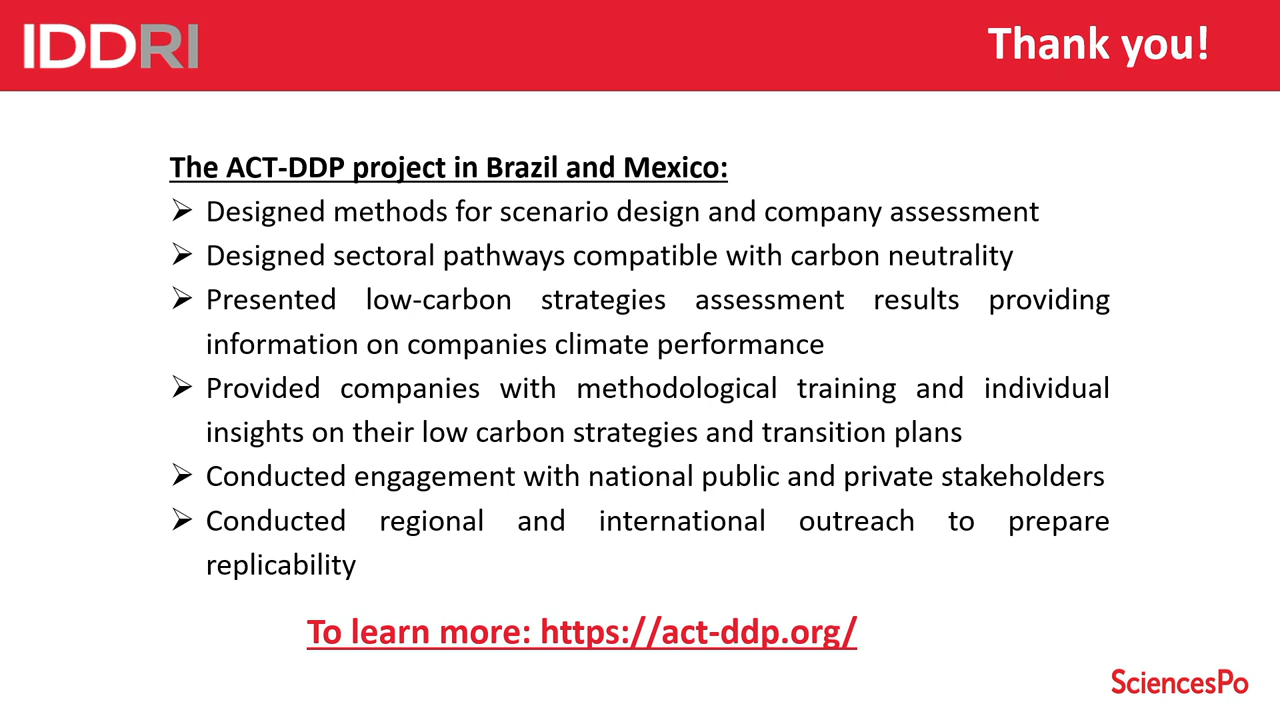 IDDRI
Thank you!
The ACT-DDP project in Brazil and Mexico:
➢ Designed methods for scenario design and company assessment
➢ Designed sectoral pathways compatible with carbon neutrality
➢ Presented low-carbon strategies assessment results providing
information on companies climate performance
➢ Provided companies with methodological training and individual
insights on their low carbon strategies and transition plans
➢ Conducted engagement with national public and private stakeholders
➢ Conducted regional and international outreach to prepare
replicability
To learn more: https://act-ddp.org/
SciencesPo